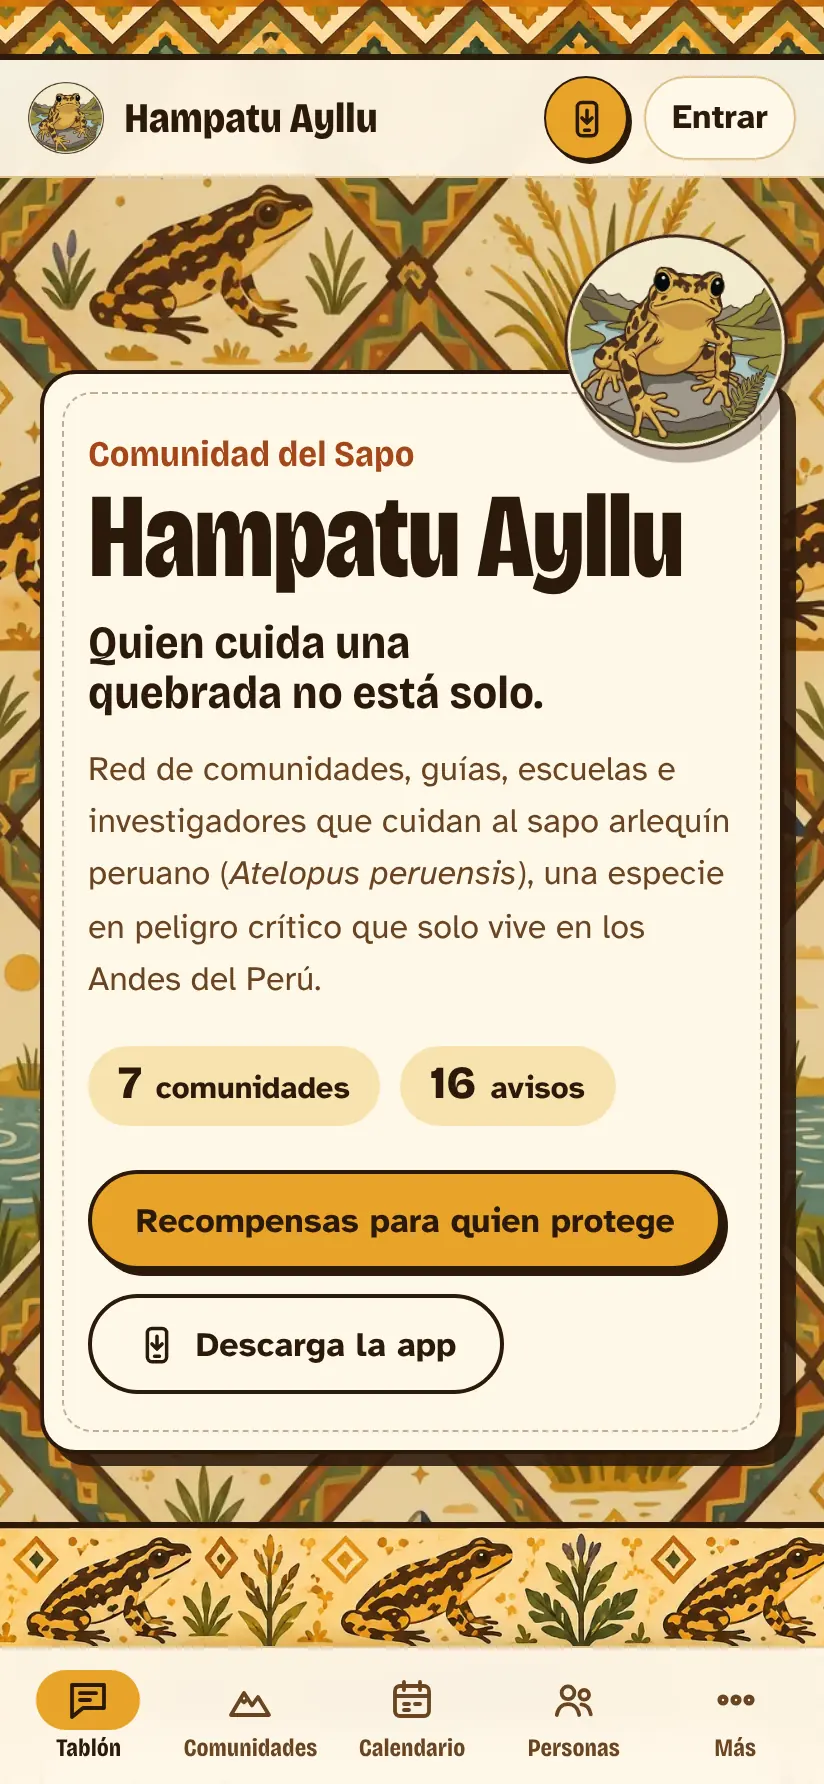 Hampatu Ayllu
Entrar
Comunidad del Sapo
Hampatu Ayllu
Quien cuida una
quebrada no está solo.
Red de comunidades, guías, escuelas e
investigadores que cuidan al sapo arlequín
peruano (Atelopus peruensis), una especie
en peligro crítico que solo vive en los
Andes del Perú.
7 comunidades
16 avisos
Recompensas para quien protege
Descarga la app
Tablón
Comunidades
Calendario
Personas
Más